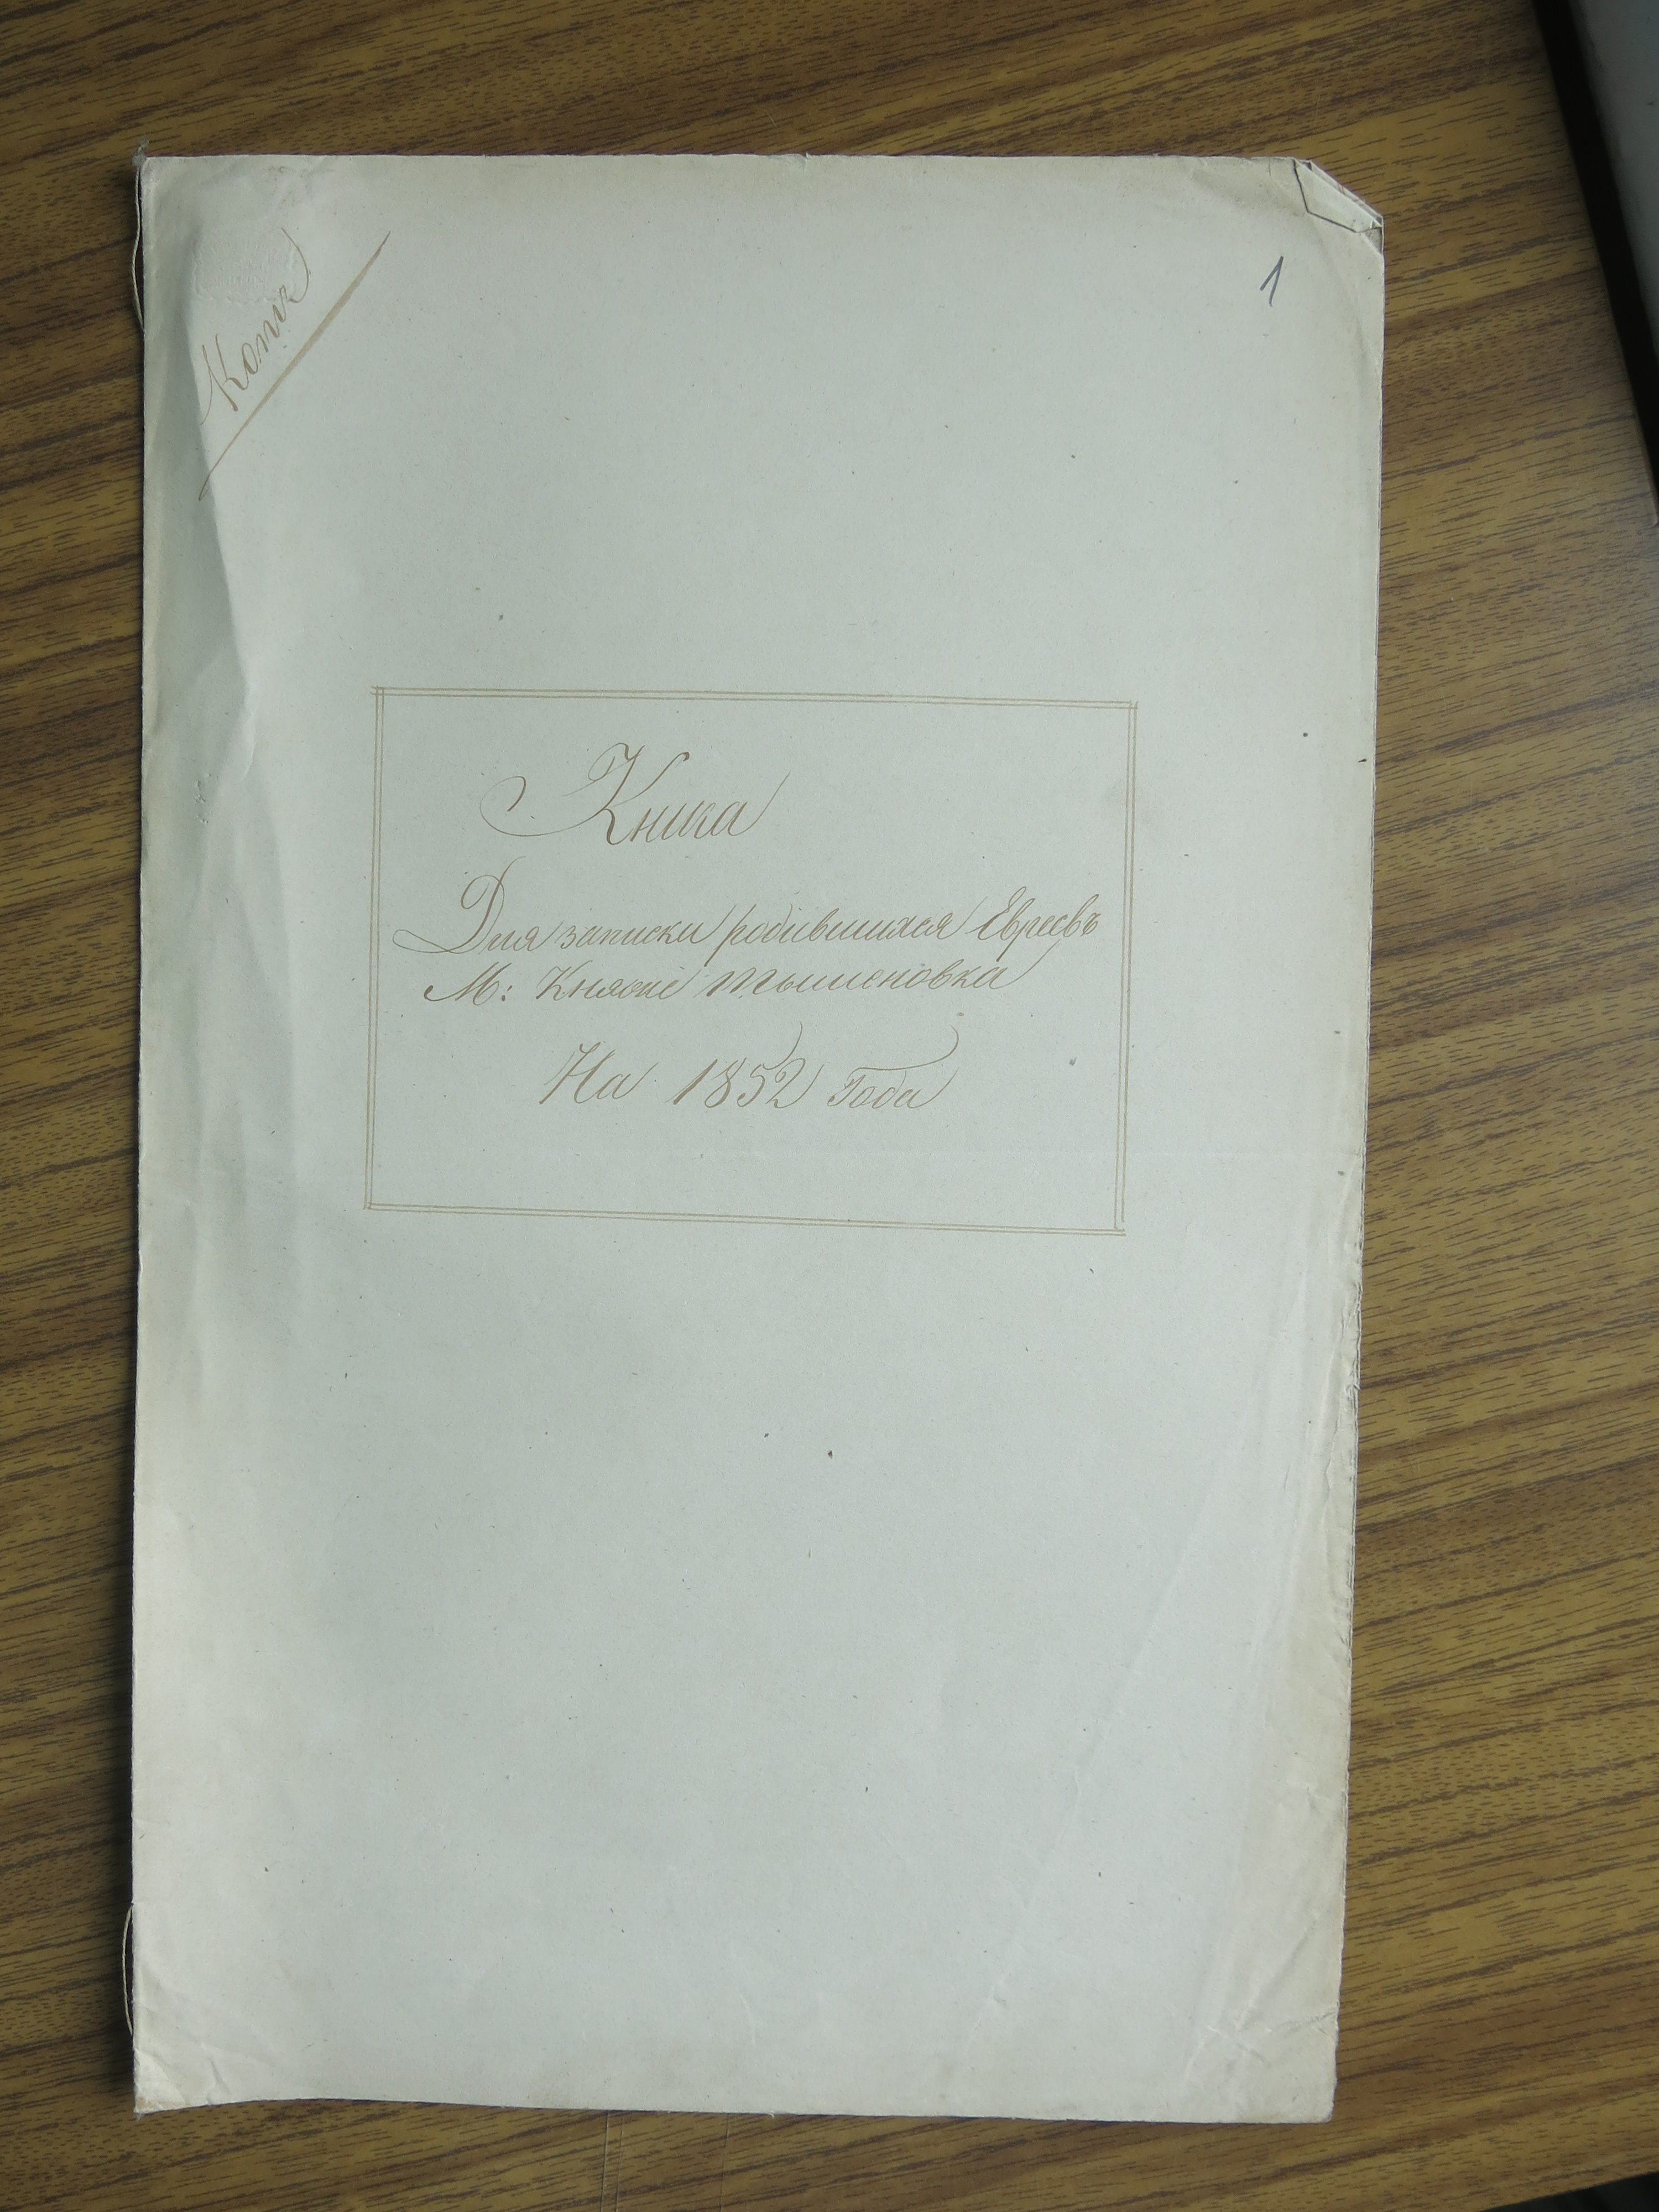 Копія
1
Книга
Для записки родившихся Евреевъ
М: Княже Тышеновка
На 1852 Года